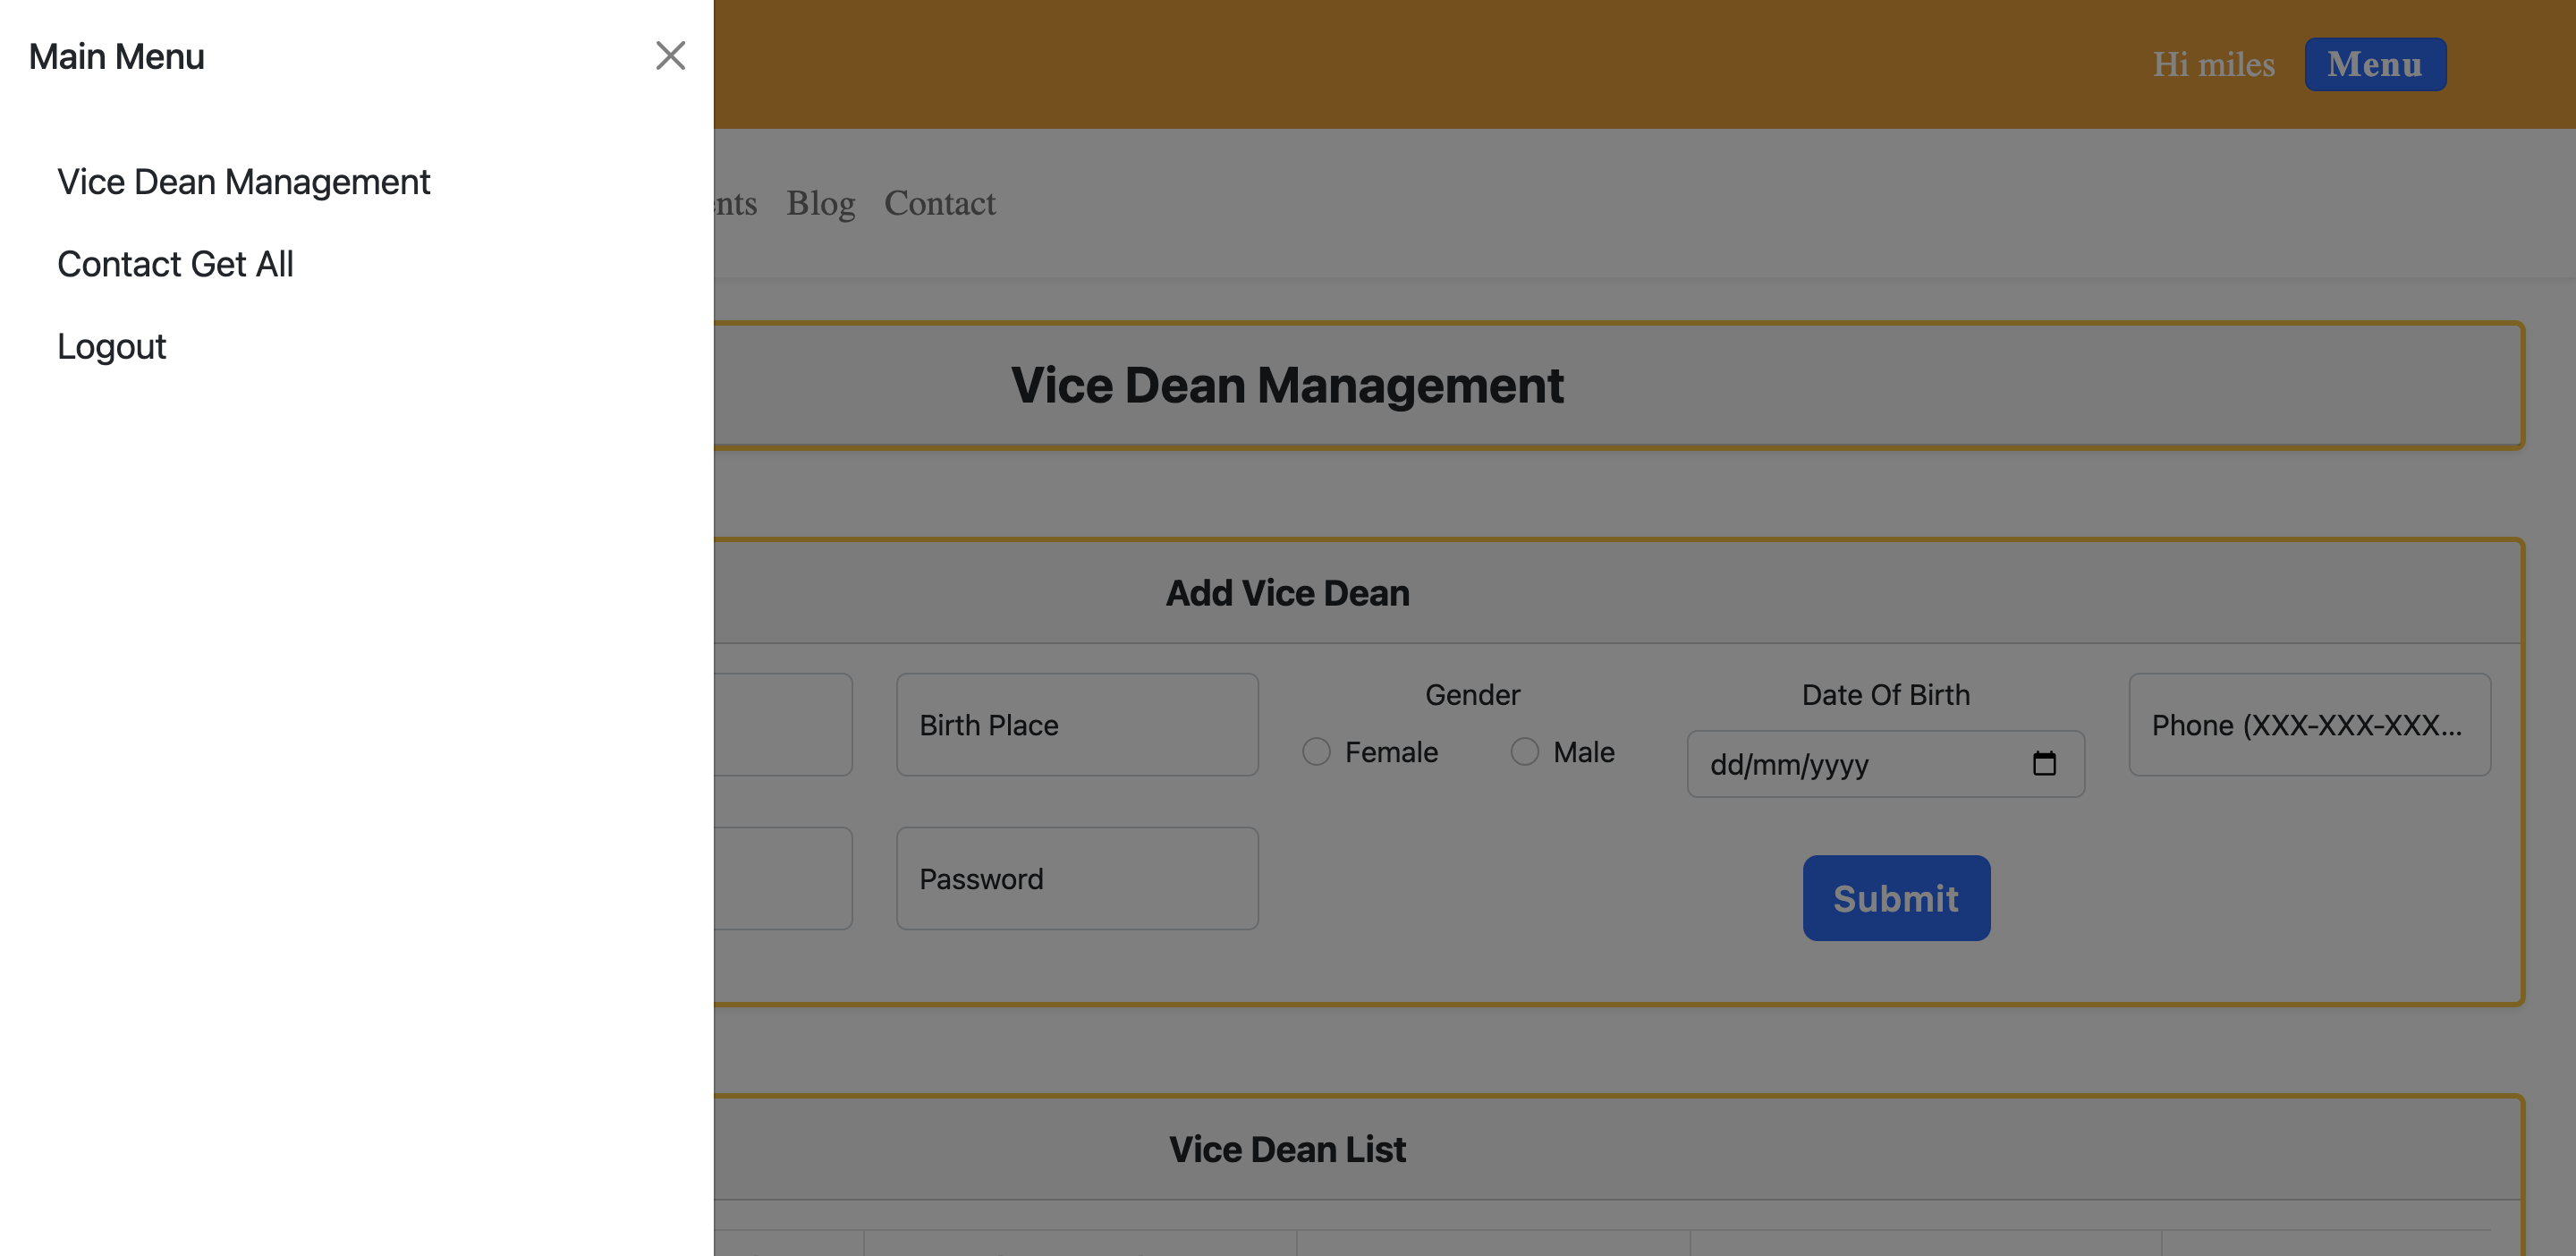 Main Menu
Vice Dean Management
Contact Get All
Logout
Hi miles
Menu
Blog Contact
Vice Dean Management
Add Vice Dean
Birth Place
Gender
Female
Male
Date Of Birth
dd/mm/yyyy
Phone (XXX-XXX-XXX...
Password
Submit
Vice Dean List